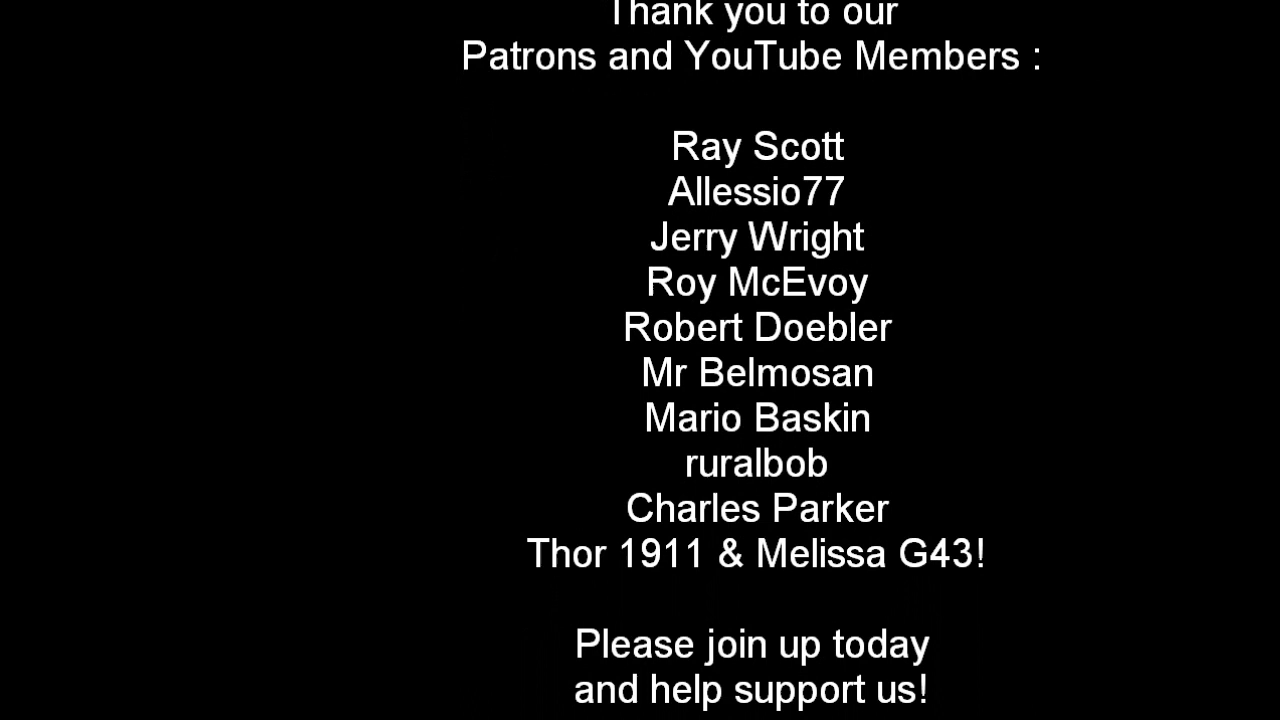 Thank you to our
Patrons and YouTube Members :
Ray Scott
Allessio77
Jerry Wright
Roy McEvoy
Robert Doebler
Mr Belmosan
Mario Baskin
ruralbob
Charles Parker
Thor 1911 & Melissa G43!
Please join up today
and help support us!